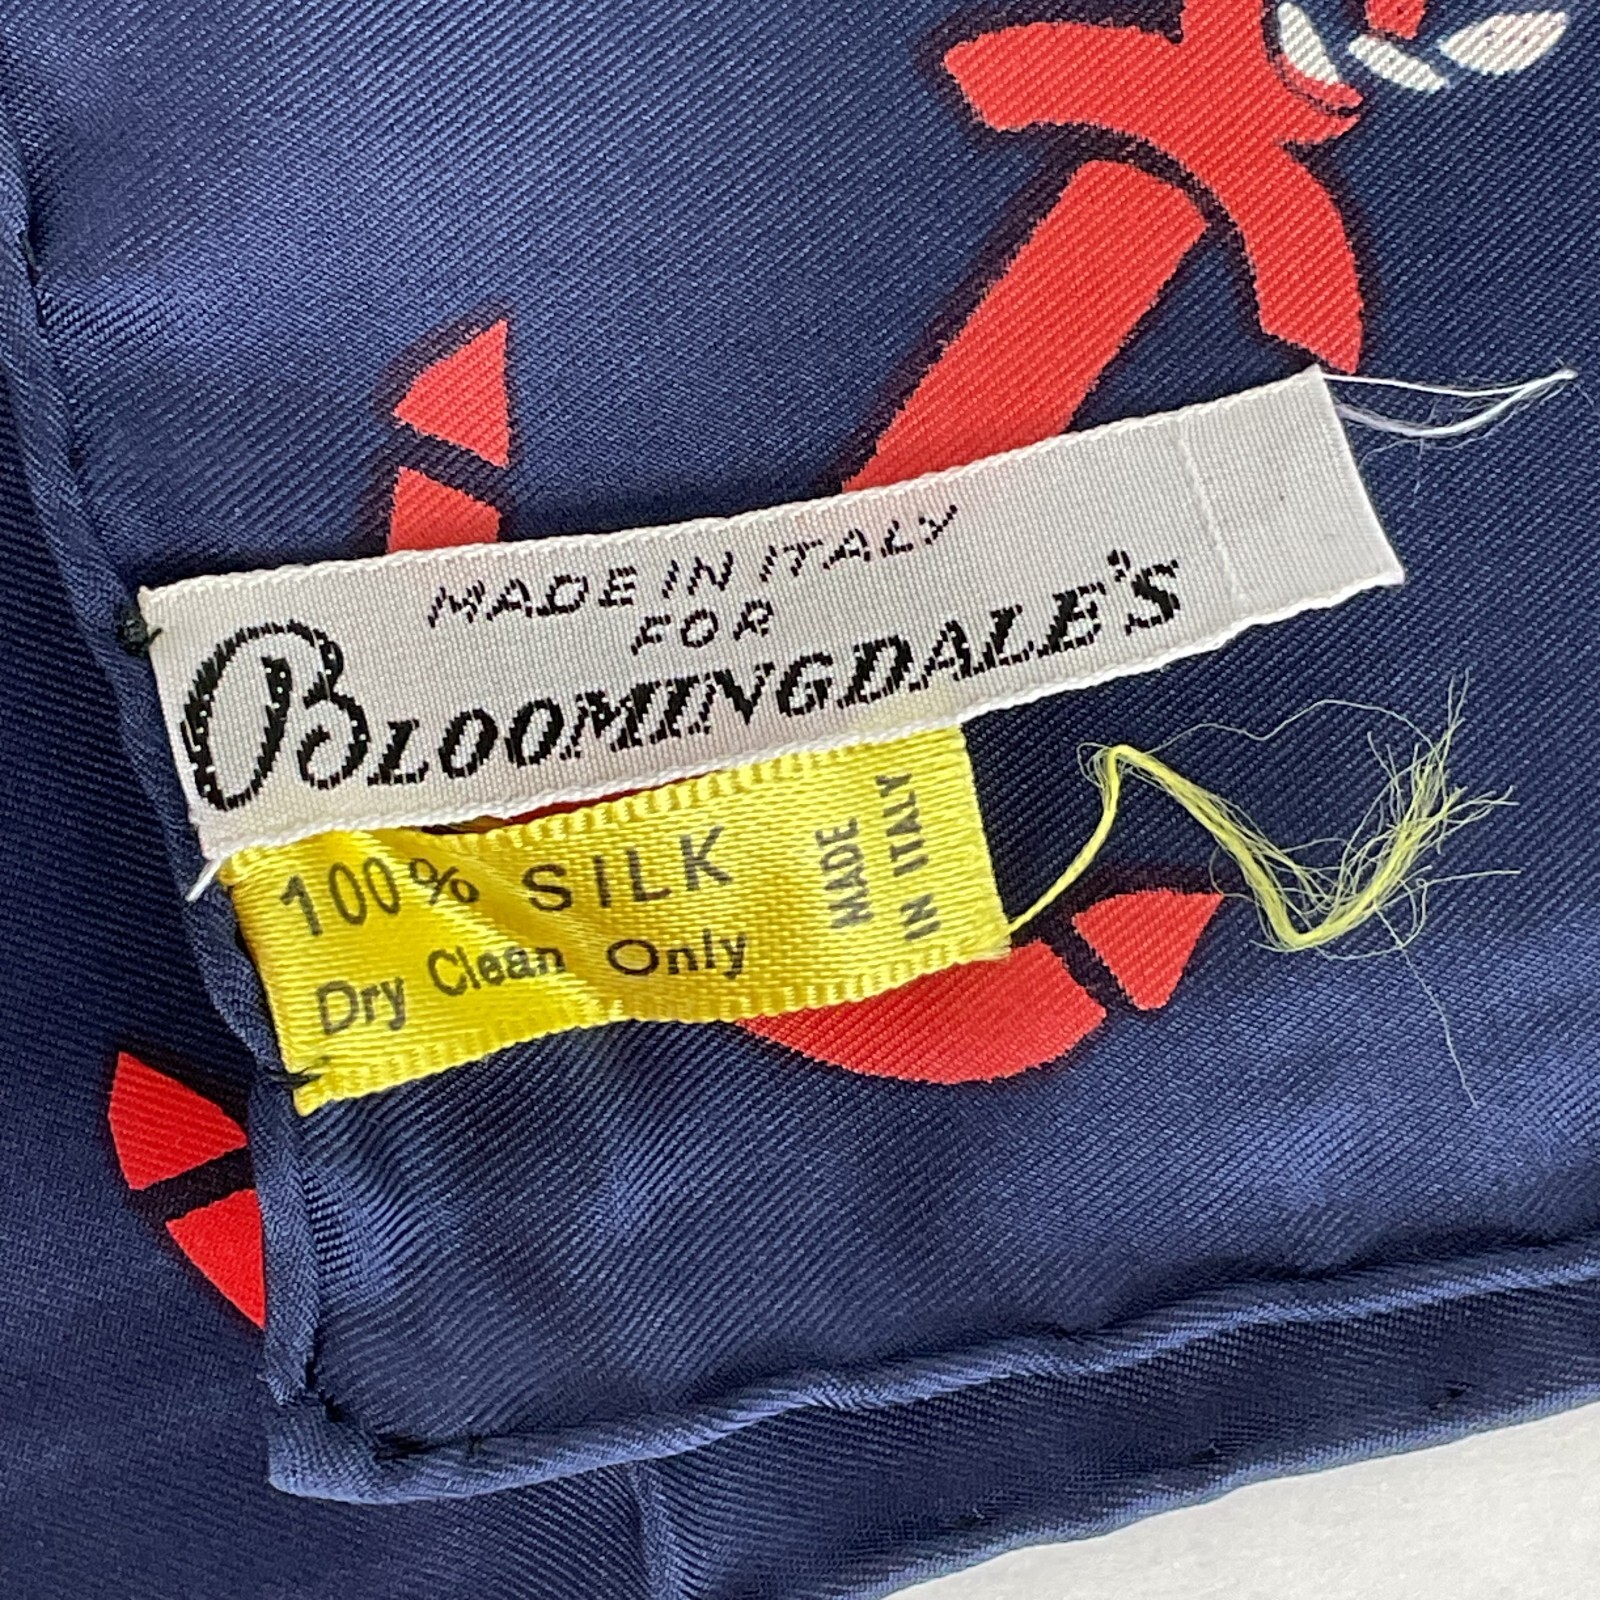 MADE IN ITALY
FOR
BLOOMINGDALE'S
100% SILK
Dry Clean Only
MADE
IN ITALY